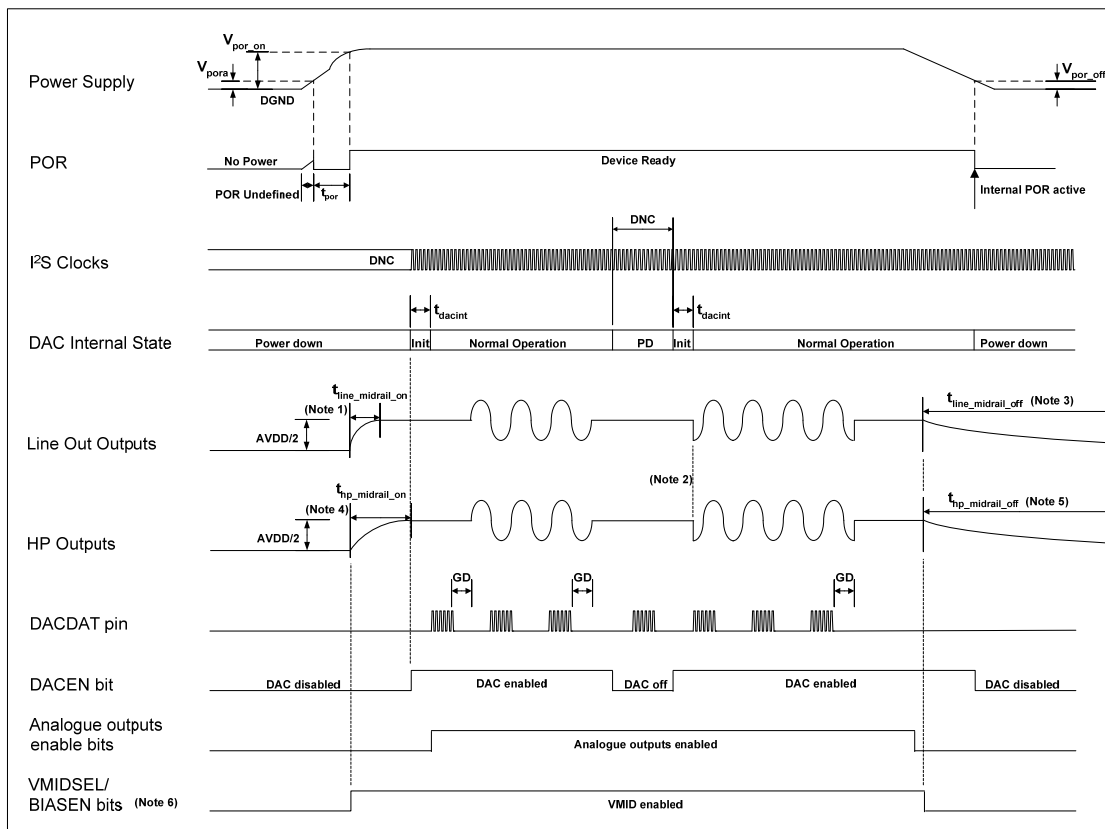 Vpor_on
Vpora
Vpor_off
Power Supply
DGND
POR
No Power
Device Ready
POR Undefined
tpor
Internal POR active
DNC
I²S Clocks
DNC
tdacint
tdacint
DAC Internal State
Power down
Init
Normal Operation
PD
Init
Normal Operation
Power down
tline_midrail_on
(Note 1)
tline_midrail_off (Note 3)
AVDD/2
Line Out Outputs
(Note 2)
thp_midrail_on
(Note 4)
thp_midrail_off (Note 5)
AVDD/2
HP Outputs
GD
GD
GD
DACDAT pin
DACEN bit
DAC disabled
DAC enabled
DAC off
DAC enabled
DAC disabled
Analogue outputs
enable bits
Analogue outputs enabled
VMIDSEL/
BIASEN bits (Note 6)
VMID enabled